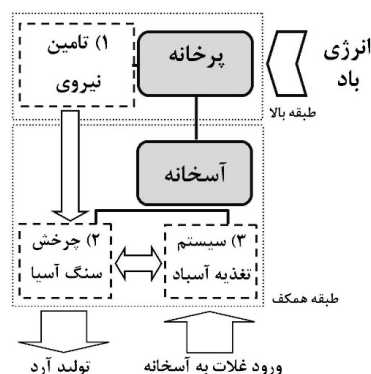 انرژی
باد
پرخانه
۱) تامین
نیروی
طبقه بالا
آسخانه
۲) چرخش
سنگ آسیا
۳) سیستم
تغذیه آسباد
طبقه همکف
تولید آرد
ورود غلات به آسخانه